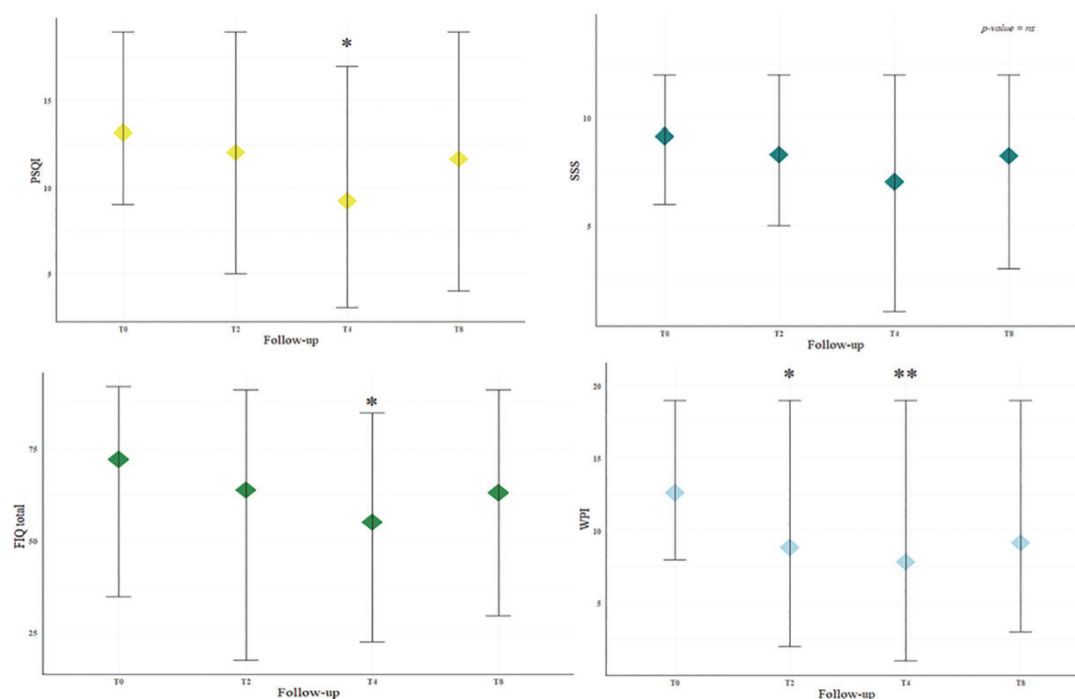 PSQI
15
10
5
*
T0 T2 T4 T8
Follow-up
SSS
10
5
p-value = ns
T0 T2 T4 T8
Follow-up
FIQ total
75
50
25
*
T0 T2 T4 T8
Follow-up
WPI
20
15
10
5
* **
T0 T2 T4 T8
Follow-up